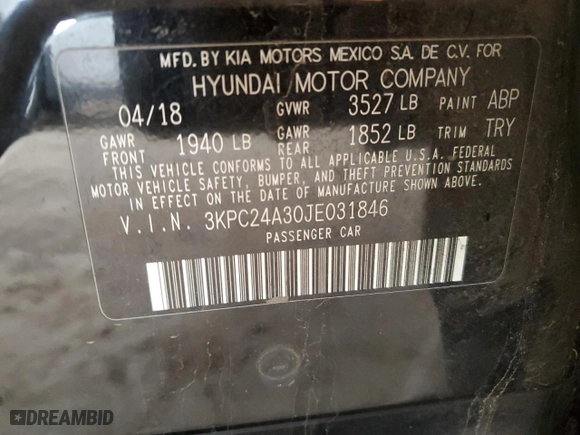 MFD. BY KIA MOTORS MEXICO S.A. DE C.V. FOR
HYUNDAI MOTOR COMPANY
04/18 GVWR 3527 LB PAINT ABP
GAWR FRONT 1940 LB GAWR REAR 1852 LB TRIM TRY
THIS VEHICLE CONFORMS TO ALL APPLICABLE U.S.A. FEDERAL
MOTOR VEHICLE SAFETY, BUMPER, AND THEFT PREVENTION STANDARDS
IN EFFECT ON THE DATE OF MANUFACTURE SHOWN ABOVE.
V.I.N. 3KPC24A30JE031846
PASSENGER CAR
DREAMBID